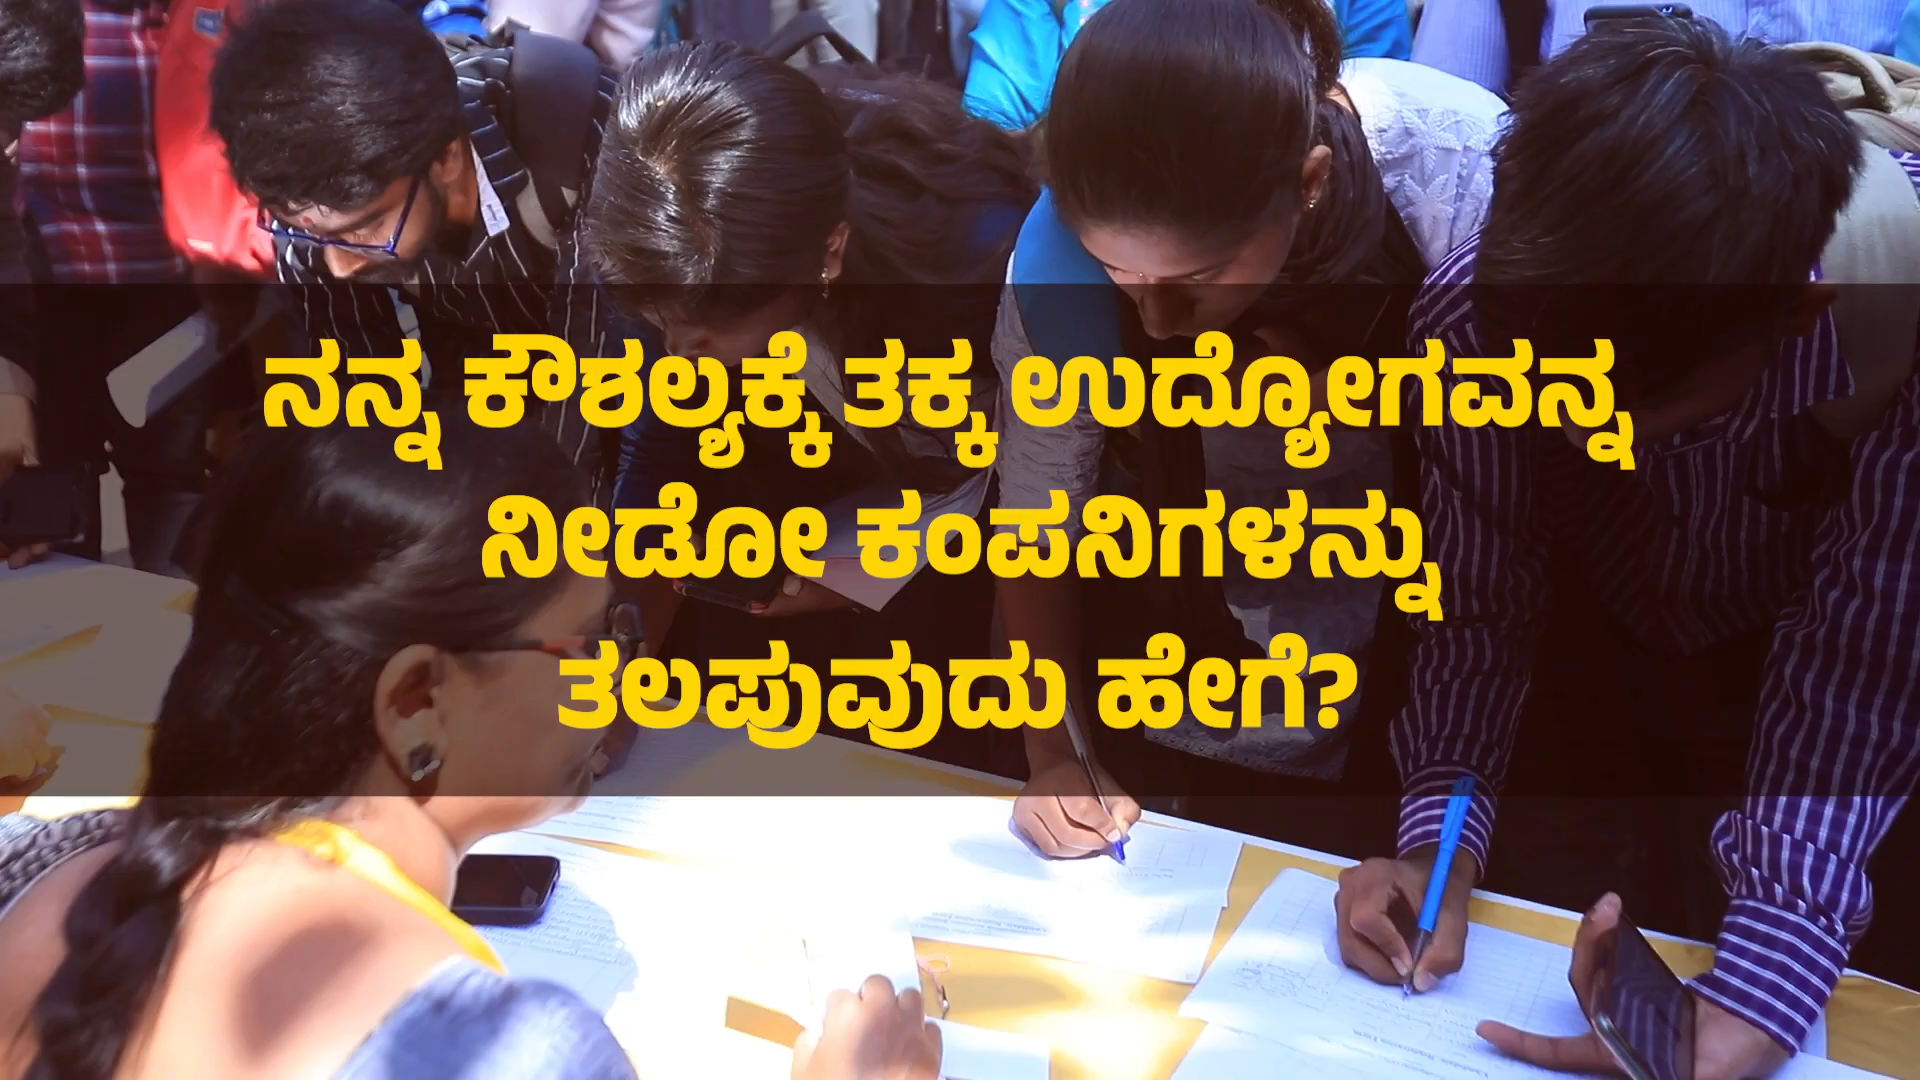 ನನ್ನ ಕೌಶಲ್ಯಕ್ಕೆ ತಕ್ಕ ಉದ್ಯೋಗವನ್ನ
ನೀಡೋ ಕಂಪನಿಗಳನ್ನು
ತಲಪುವುದು ಹೇಗೆ?